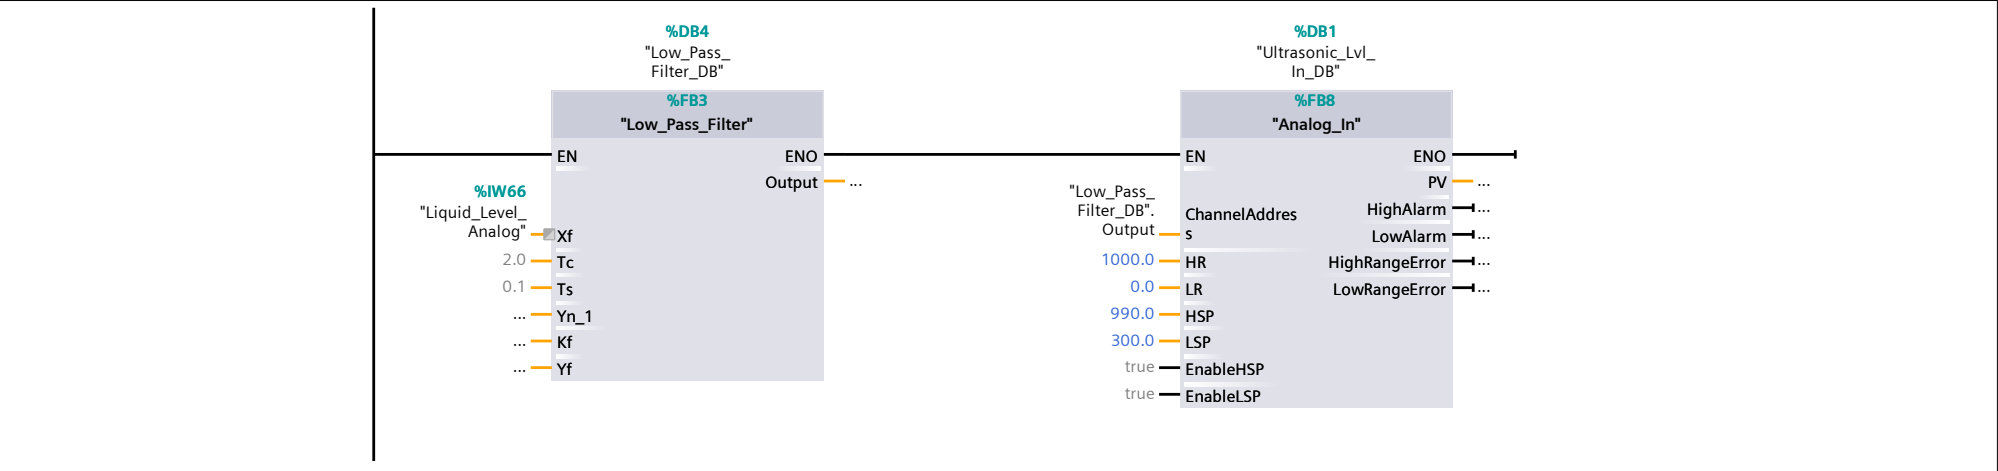 %DB4
"Low_Pass_
Filter_DB"
%FB3
"Low_Pass_Filter"
EN
ENO
Output
...
%IW66
"Liquid_Level_
Analog"
Xf
2.0
Tc
0.1
Ts
...
Yn_1
...
Kf
...
Yf
%DB1
"Ultrasonic_Lvl_
In_DB"
%FB8
"Analog_In"
EN
ENO
PV
...
"Low_Pass_
Filter_DB".
Output
ChannelAddres
s
HighAlarm
...
LowAlarm
...
1000.0
HR
HighRangeError
...
0.0
LR
LowRangeError
...
990.0
HSP
300.0
LSP
true
EnableHSP
true
EnableLSP